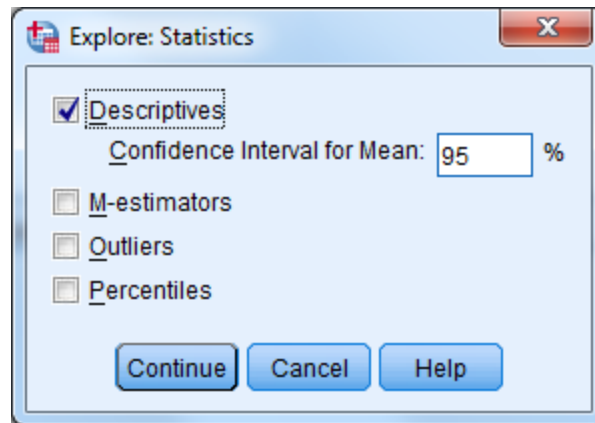 Explore: Statistics
Descriptives
Confidence Interval for Mean: 95 %
M-estimators
Outliers
Percentiles
Continue Cancel Help